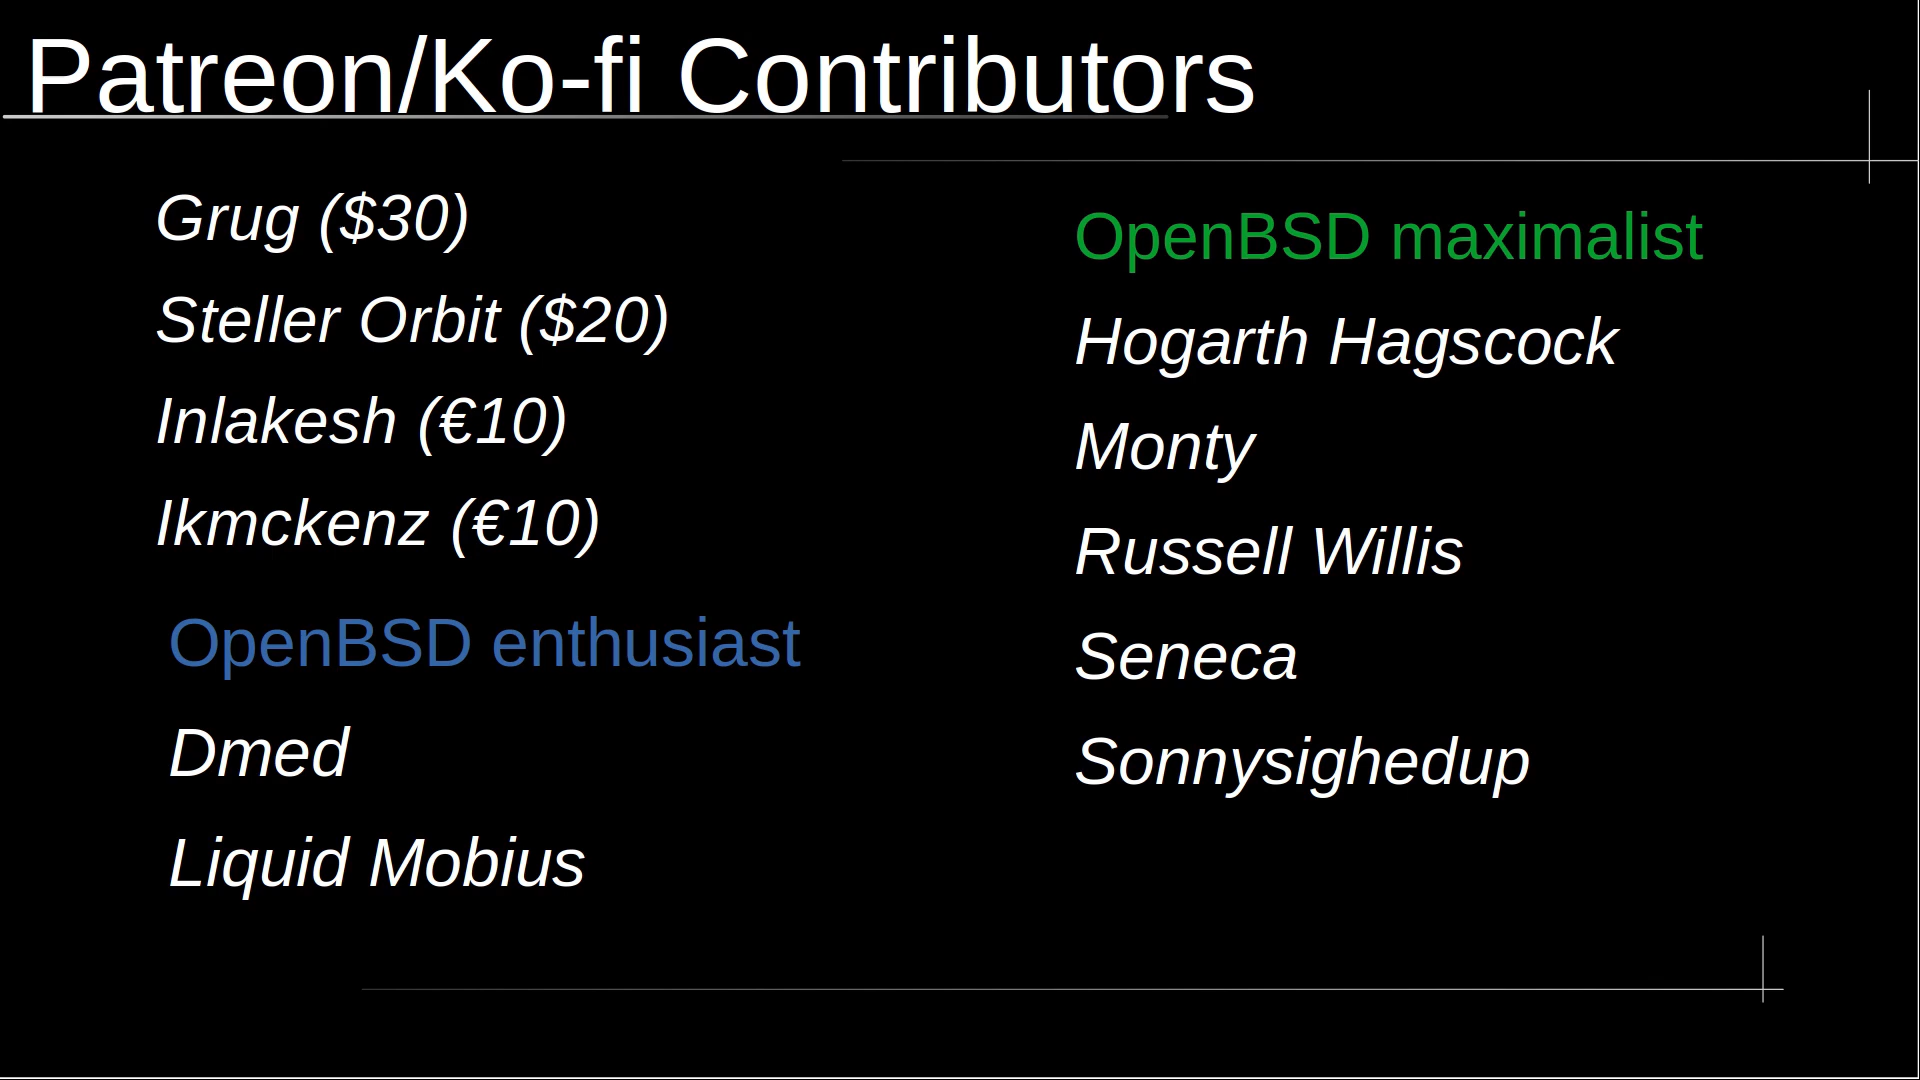 Patreon/Ko-fi Contributors
Grug ($30)
Steller Orbit ($20)
Inlakesh (€10)
Ikmckenz (€10)
OpenBSD enthusiast
Dmed
Liquid Mobius
OpenBSD maximalist
Hogarth Hagscock
Monty
Russell Willis
Seneca
Sonnysighedup